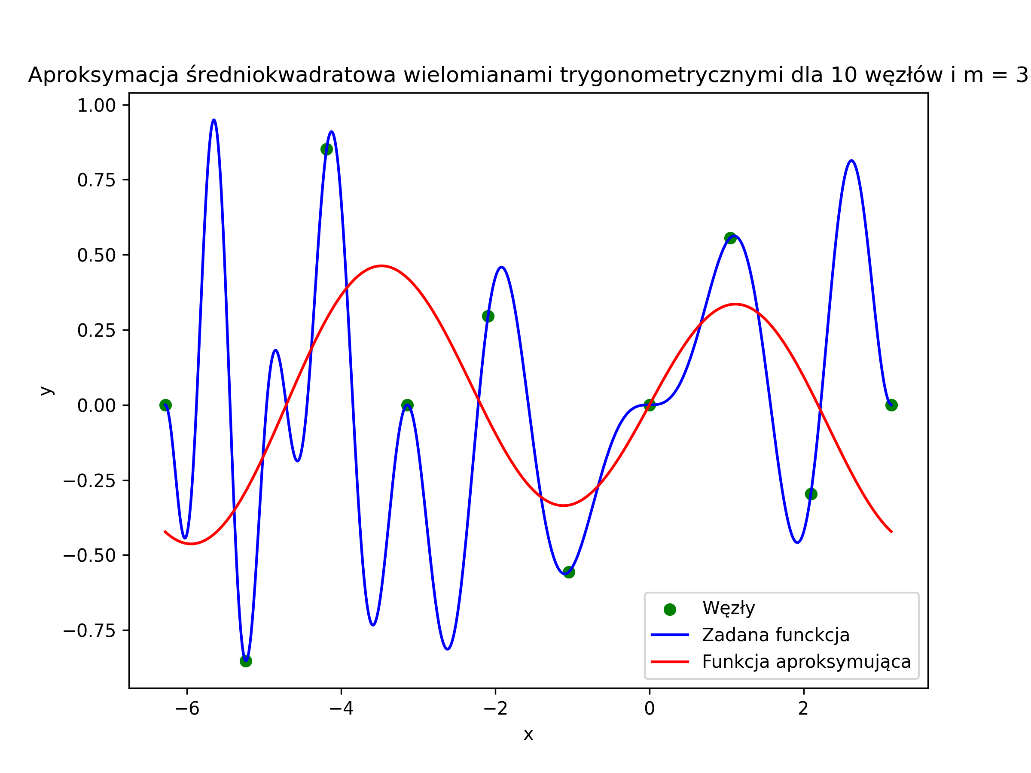 Aproksymacja średniokwadratowa wielomianami trygonometrycznymi dla 10 węzłów i m = 3
1.00
0.75
0.50
0.25
0.00
−0.25
−0.50
−0.75
y
−6
−4
−2
0
2
x
Węzły
Zadana funckcja
Funkcja aproksymująca